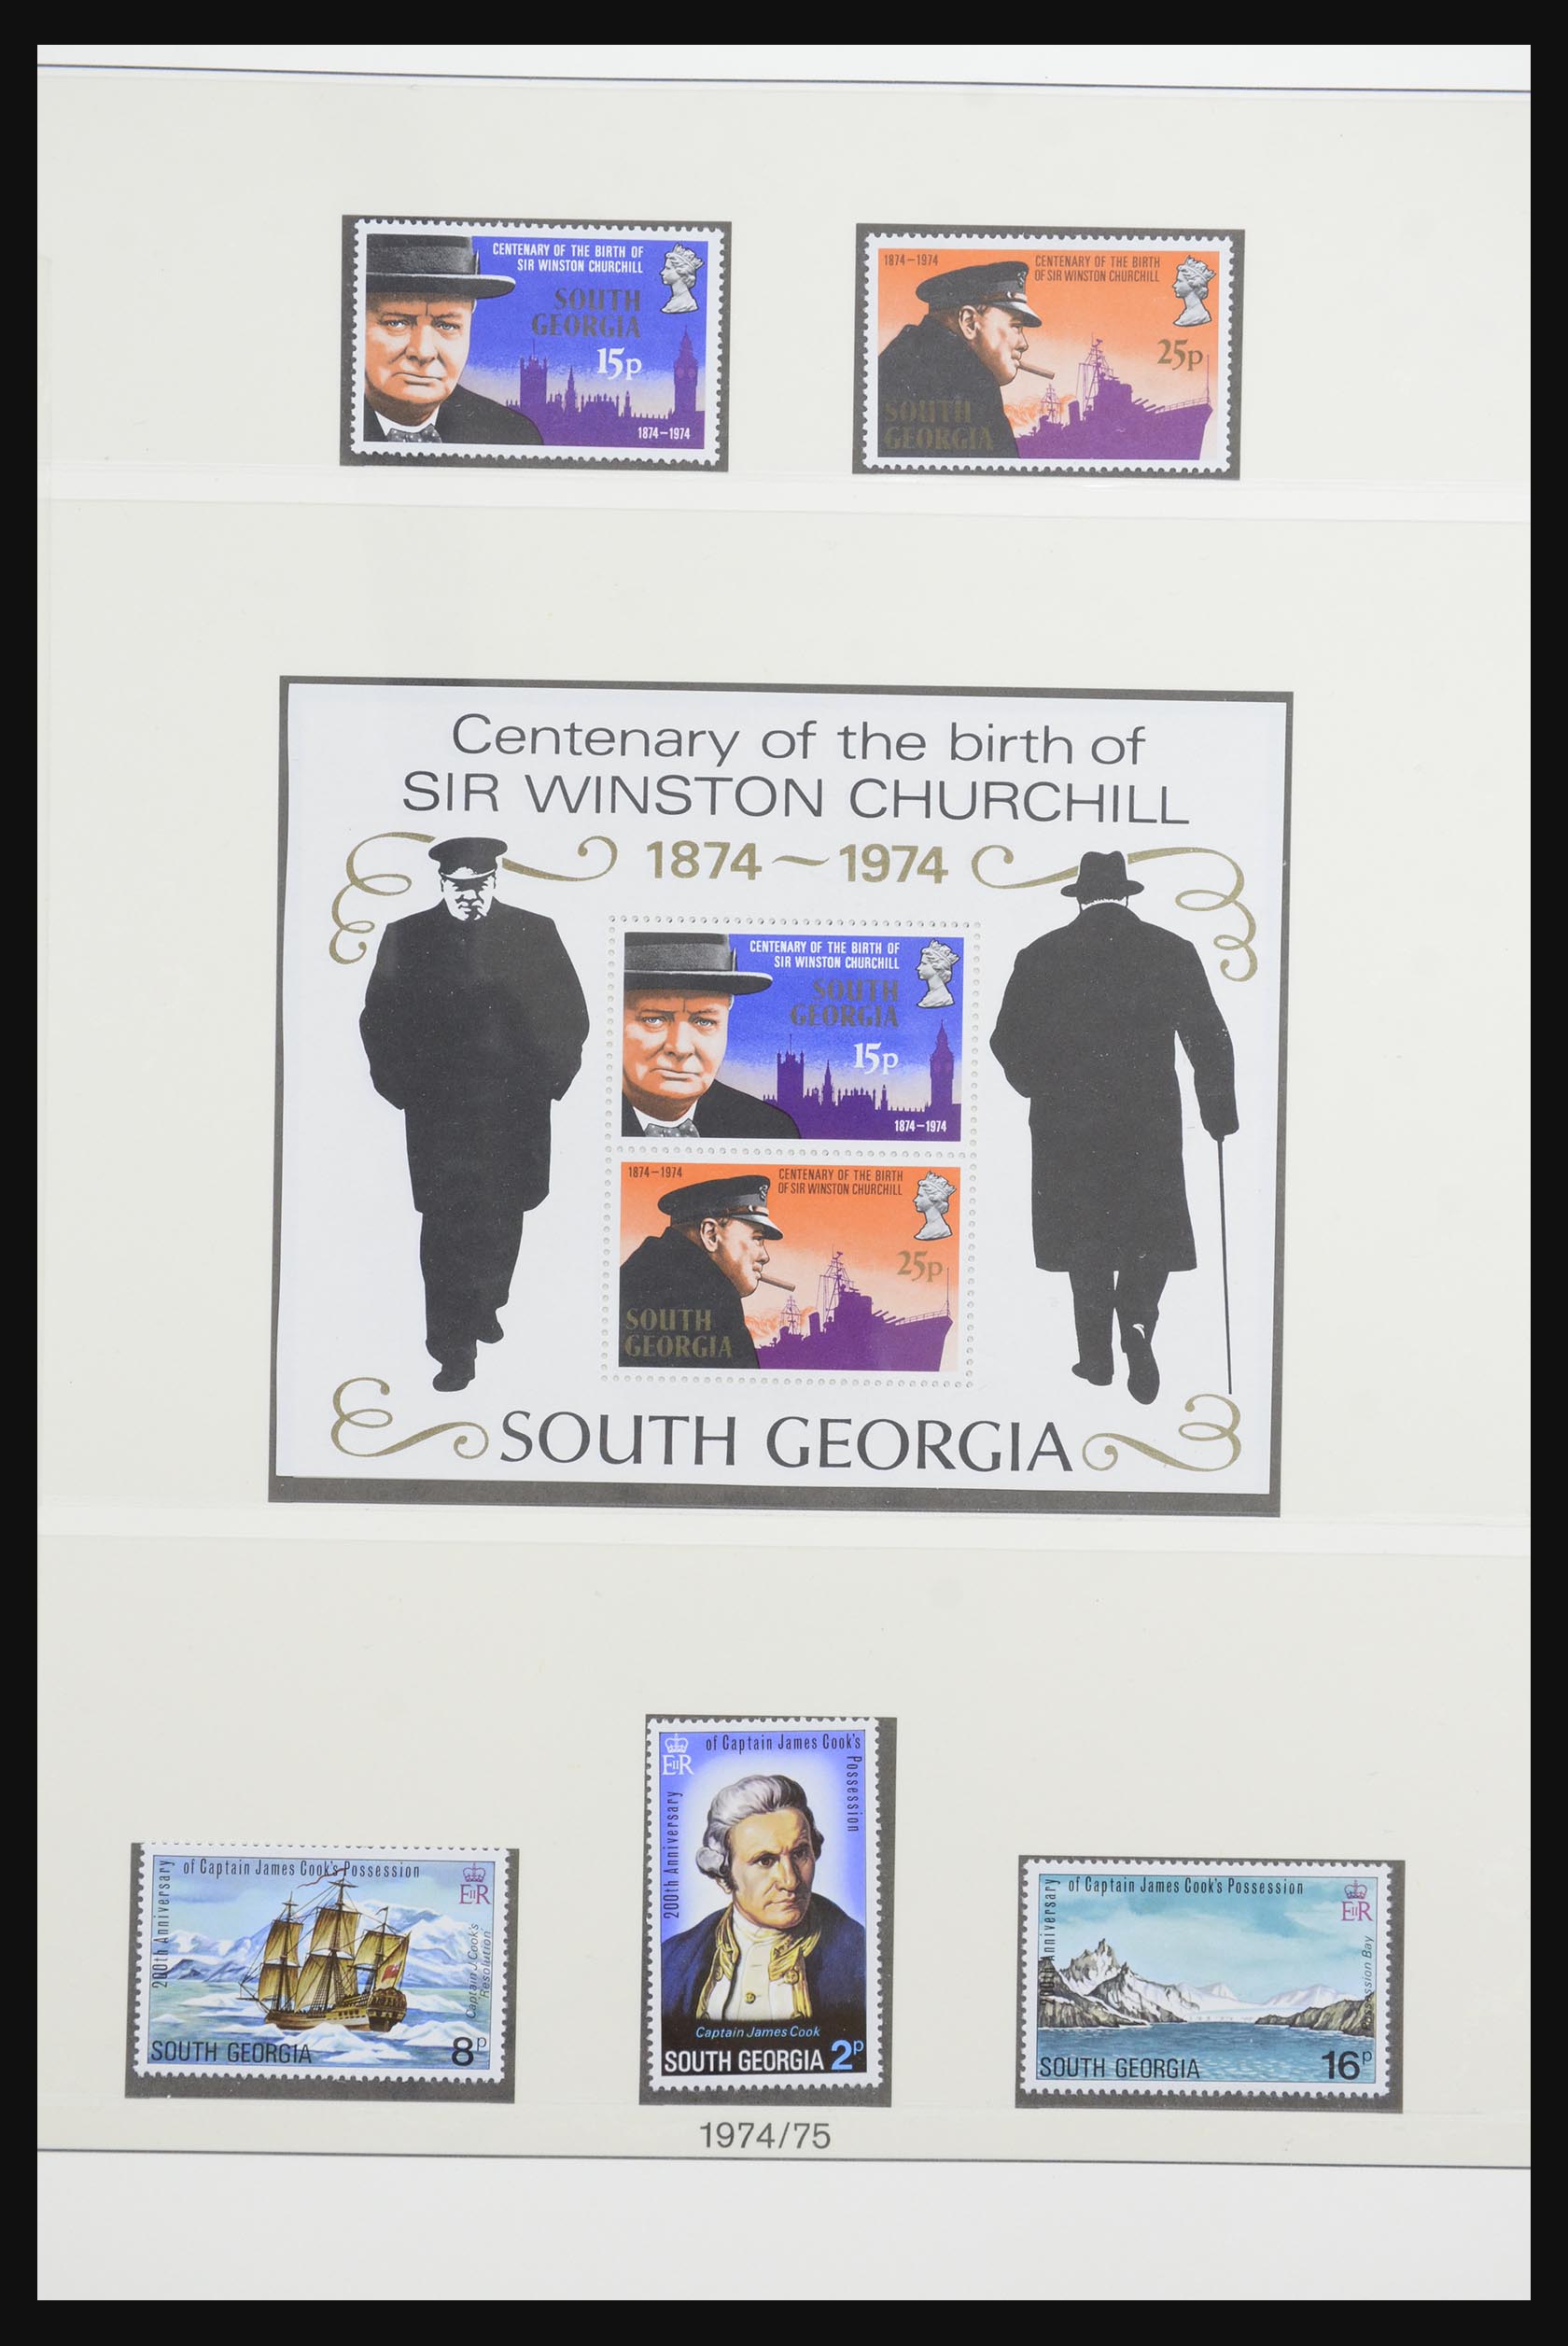 CENTENARY OF THE BIRTH OF
SIR WINSTON CHURCHILL
SOUTH
GEORGIA
15p
1874–1974
1874–1974
CENTENARY OF THE BIRTH
OF SIR WINSTON CHURCHILL
25p
SOUTH
GEORGIA
Centenary of the birth of
SIR WINSTON CHURCHILL
1874~1974
CENTENARY OF THE BIRTH OF
SIR WINSTON CHURCHILL
SOUTH
GEORGIA
15p
1874–1974
1874–1974
CENTENARY OF THE BIRTH
OF SIR WINSTON CHURCHILL
25p
SOUTH
GEORGIA
SOUTH GEORGIA
200th Anniversary
of Captain James Cook's Possession
EIIR
Captain J.Cook's
'Resolution'
SOUTH GEORGIA
8p
EIIR
200th Anniversary
of Captain James Cook's
Possession
Captain James Cook
SOUTH GEORGIA 2p
200th Anniversary
of Captain James Cook's Possession
EIIR
Possession Bay
SOUTH GEORGIA
16p
1974/75